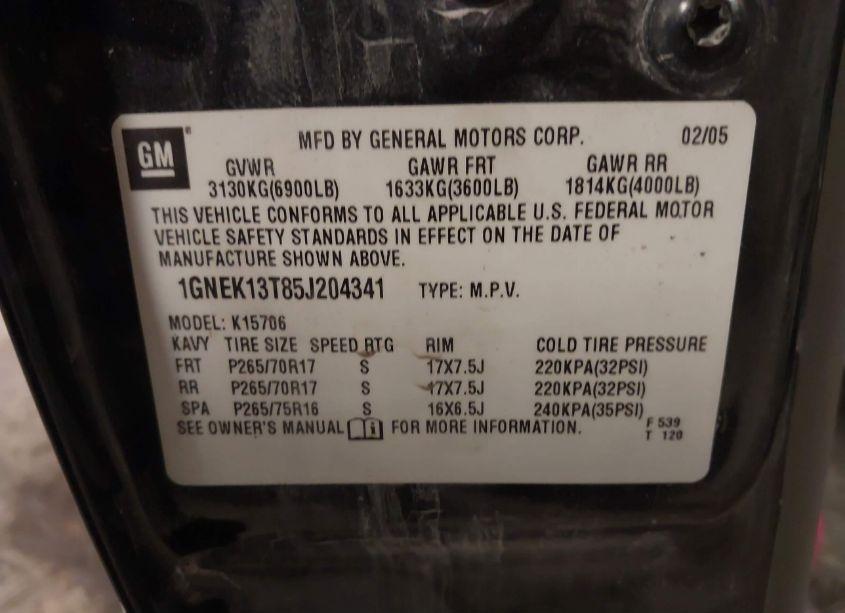 GM ® MFD BY GENERAL MOTORS CORP. 02/05
GVWR GAWR FRT GAWR RR
3130KG(6900LB) 1633KG(3600LB) 1814KG(4000LB)
THIS VEHICLE CONFORMS TO ALL APPLICABLE U.S. FEDERAL MOTOR
VEHICLE SAFETY STANDARDS IN EFFECT ON THE DATE OF
MANUFACTURE SHOWN ABOVE.
1GNEK13T85J204341 TYPE: M.P.V.
MODEL: K15706
KAVY TIRE SIZE SPEED RTG RIM COLD TIRE PRESSURE
FRT P265/70R17 S 17X7.5J 220KPA(32PSI)
RR P265/70R17 S 17X7.5J 220KPA(32PSI)
SPA P265/75R16 S 16X6.5J 240KPA(35PSI)
SEE OWNER'S MANUAL i FOR MORE INFORMATION. F 539
T 120